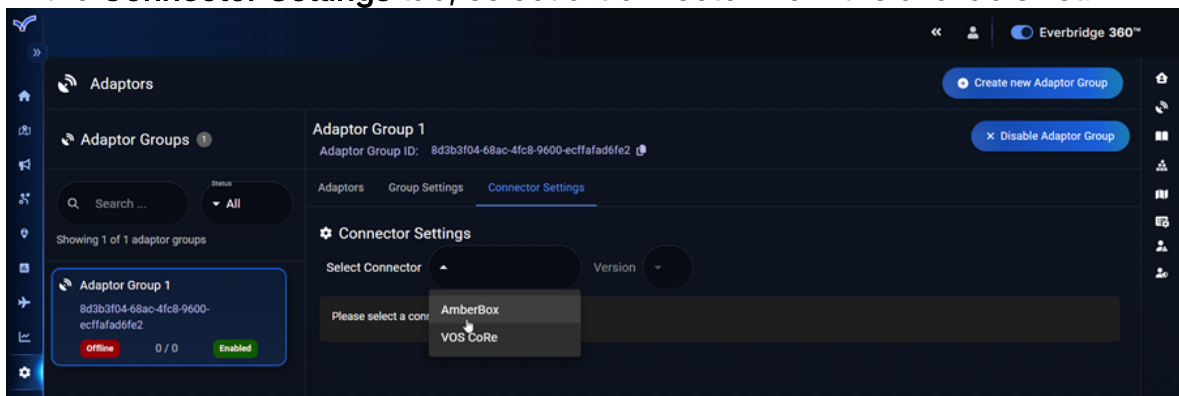 Everbridge 360™
Adaptors
Create new Adaptor Group
Adaptor Groups 1
Adaptor Group 1
Adaptor Group ID: 8d3b3f04-68ac-4fc8-9600-ecffafad6fe2
Disable Adaptor Group
Search ...
Status
All
Showing 1 of 1 adaptor groups
Adaptors Group Settings Connector Settings
Connector Settings
Select Connector
Version
Please select a con
AmberBox
VOS CoRe
Adaptor Group 1
8d3b3f04-68ac-4fc8-9600-
ecffafad6fe2
Offline 0 / 0 Enabled